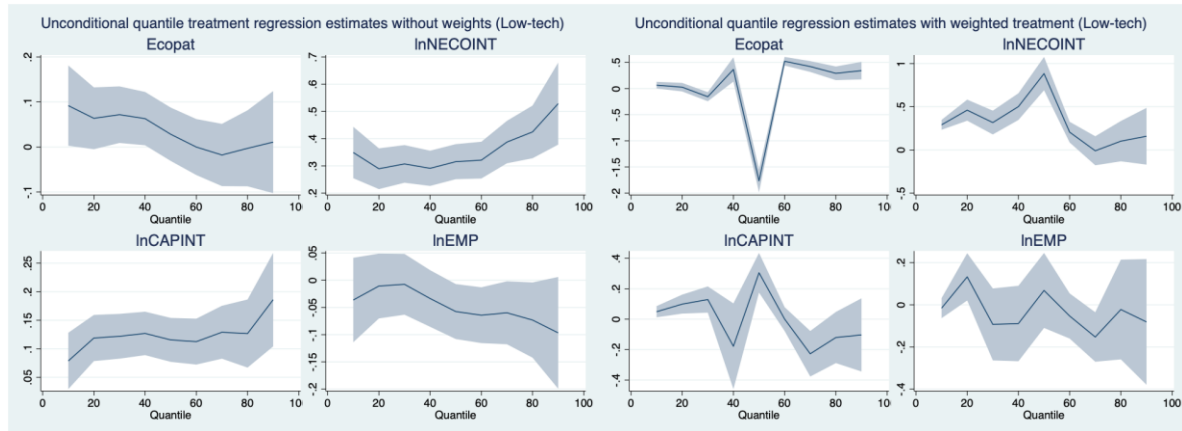 Unconditional quantile treatment regression estimates without weights (Low-tech)
Ecopat
.2
.1
0
-.1
0 20 40 60 80 10
Quantile
lnNECOINT
.7
.6
.5
.4
.3
.2
0 20 40 60 80 100
Quantile
lnCAPINT
.25
.2
.15
.1
.05
0 20 40 60 80 10
Quantile
lnEMP
.05
0
-.05
-.1
-.15
-.2
0 20 40 60 80 100
Quantile
Unconditional quantile regression estimates with weighted treatment (Low-tech)
Ecopat
.5
0
-.5
-1
-1.5
-2
0 20 40 60 80 10
Quantile
lnNECOINT
1
.5
0
-.5
0 20 40 60 80 100
Quantile
lnCAPINT
.4
.2
0
-.2
-.4
0 20 40 60 80 10
Quantile
lnEMP
.2
0
-.2
-.4
0 20 40 60 80 100
Quantile